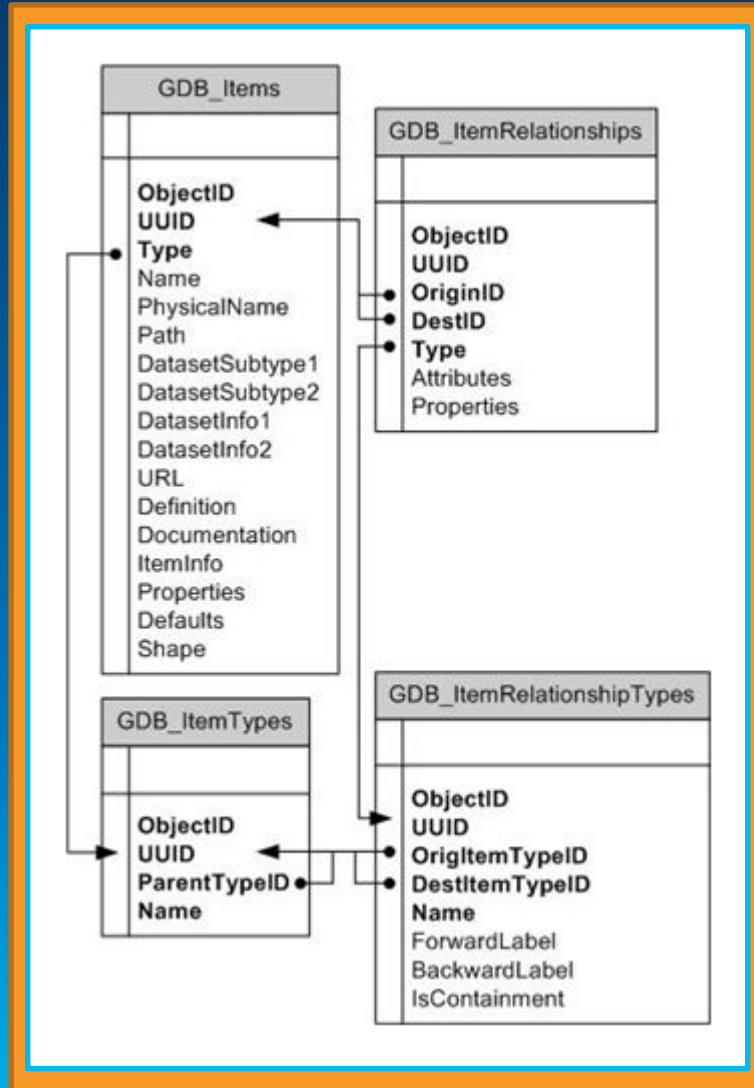 GDB_Items
ObjectID
UUID
Type
Name
PhysicalName
Path
DatasetSubtype1
DatasetSubtype2
DatasetInfo1
DatasetInfo2
URL
Definition
Documentation
ItemInfo
Properties
Defaults
Shape
GDB_ItemRelationships
ObjectID
UUID
OriginID
DestID
Type
Attributes
Properties
GDB_ItemTypes
ObjectID
UUID
ParentTypeID
Name
GDB_ItemRelationshipTypes
ObjectID
UUID
OrigItemTypeID
DestItemTypeID
Name
ForwardLabel
BackwardLabel
IsContainment